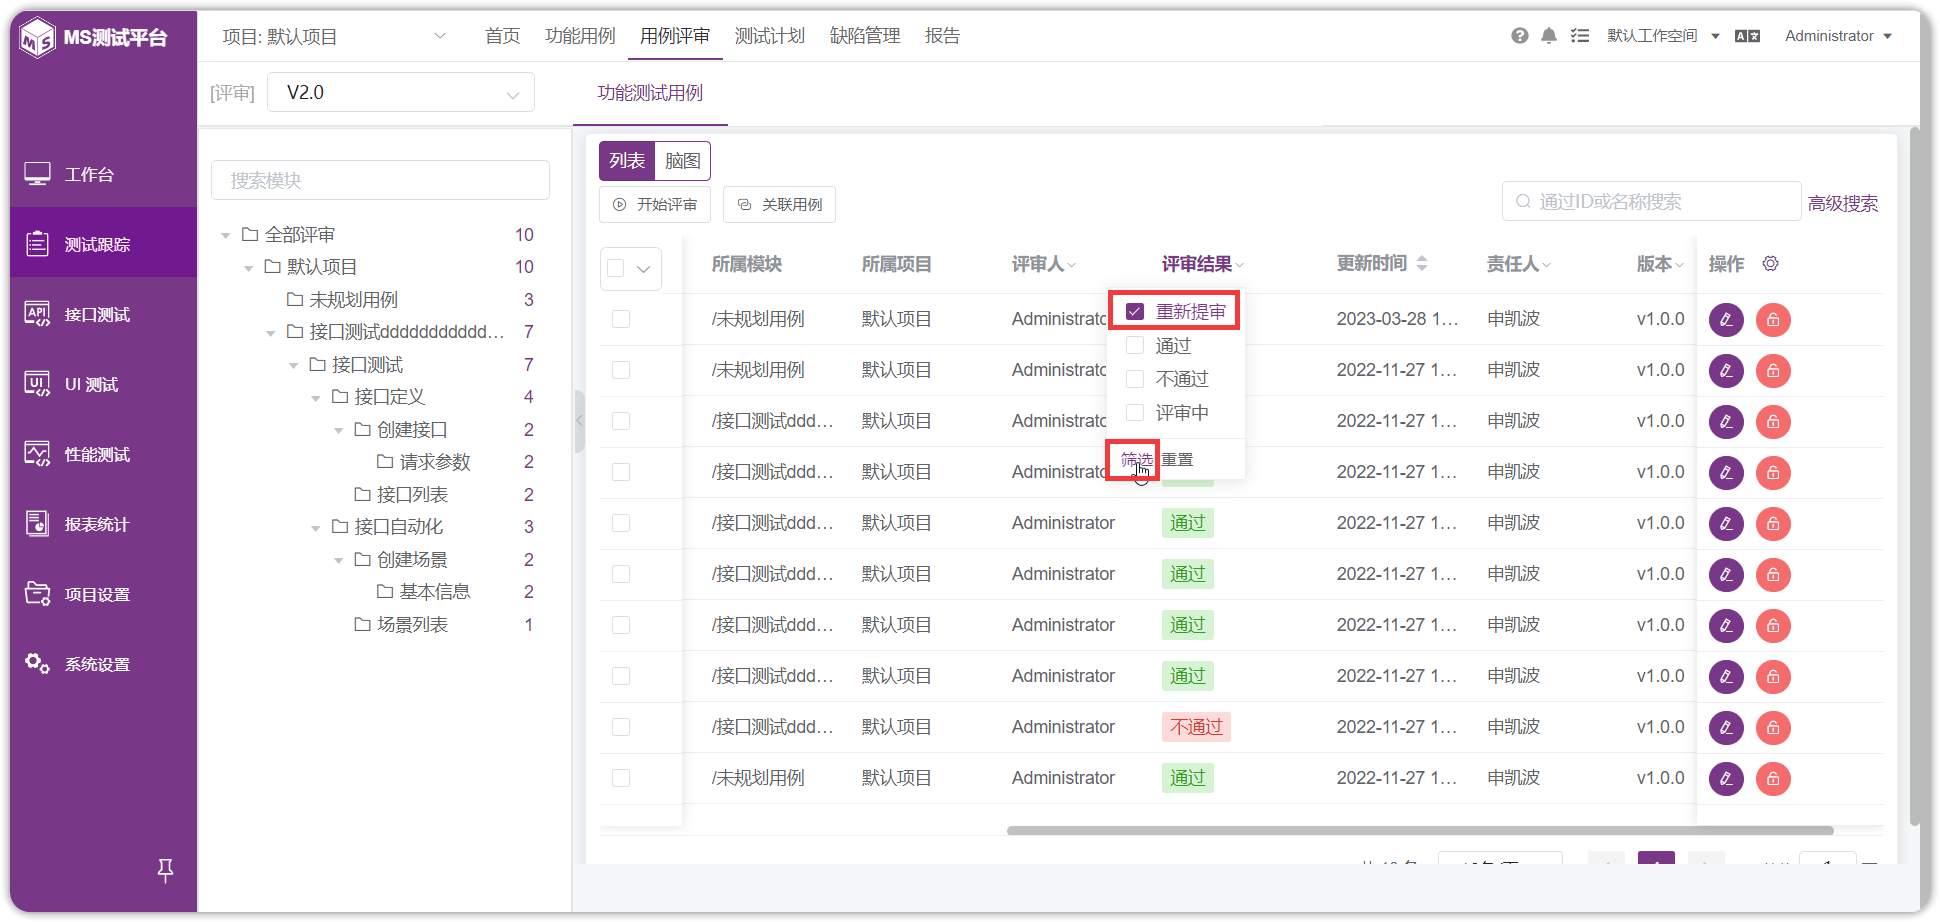 MS测试平台
项目: 默认项目
首页
功能用例
用例评审
测试计划
缺陷管理
报告
默认工作空间
Administrator
[评审]
V2.0
功能测试用例
工作台
测试跟踪
接口测试
UI 测试
性能测试
报表统计
项目设置
系统设置
搜索模块
全部评审 10
默认项目 10
未规划用例 3
接口测试ddddddddddd... 7
接口测试 7
接口定义 4
创建接口 2
请求参数 2
接口列表 2
接口自动化 3
创建场景 2
基本信息 2
场景列表 1
列表
脑图
开始评审
关联用例
通过ID或名称搜索
高级搜索
所属模块 所属项目 评审人 评审结果 更新时间 责任人 版本 操作
/未规划用例 默认项目 Administrato 2023-03-28 1... 申凯波 v1.0.0
/未规划用例 默认项目 Administrato 2022-11-27 1... 申凯波 v1.0.0
/接口测试ddd... 默认项目 Administrato 2022-11-27 1... 申凯波 v1.0.0
/接口测试ddd... 默认项目 Administrato 2022-11-27 1... 申凯波 v1.0.0
/接口测试ddd... 默认项目 Administrator 通过 2022-11-27 1... 申凯波 v1.0.0
/接口测试ddd... 默认项目 Administrator 通过 2022-11-27 1... 申凯波 v1.0.0
/接口测试ddd... 默认项目 Administrator 通过 2022-11-27 1... 申凯波 v1.0.0
/接口测试ddd... 默认项目 Administrator 通过 2022-11-27 1... 申凯波 v1.0.0
/接口测试ddd... 默认项目 Administrator 不通过 2022-11-27 1... 申凯波 v1.0.0
/未规划用例 默认项目 Administrator 通过 2022-11-27 1... 申凯波 v1.0.0
重新提审
通过
不通过
评审中
筛选
重置